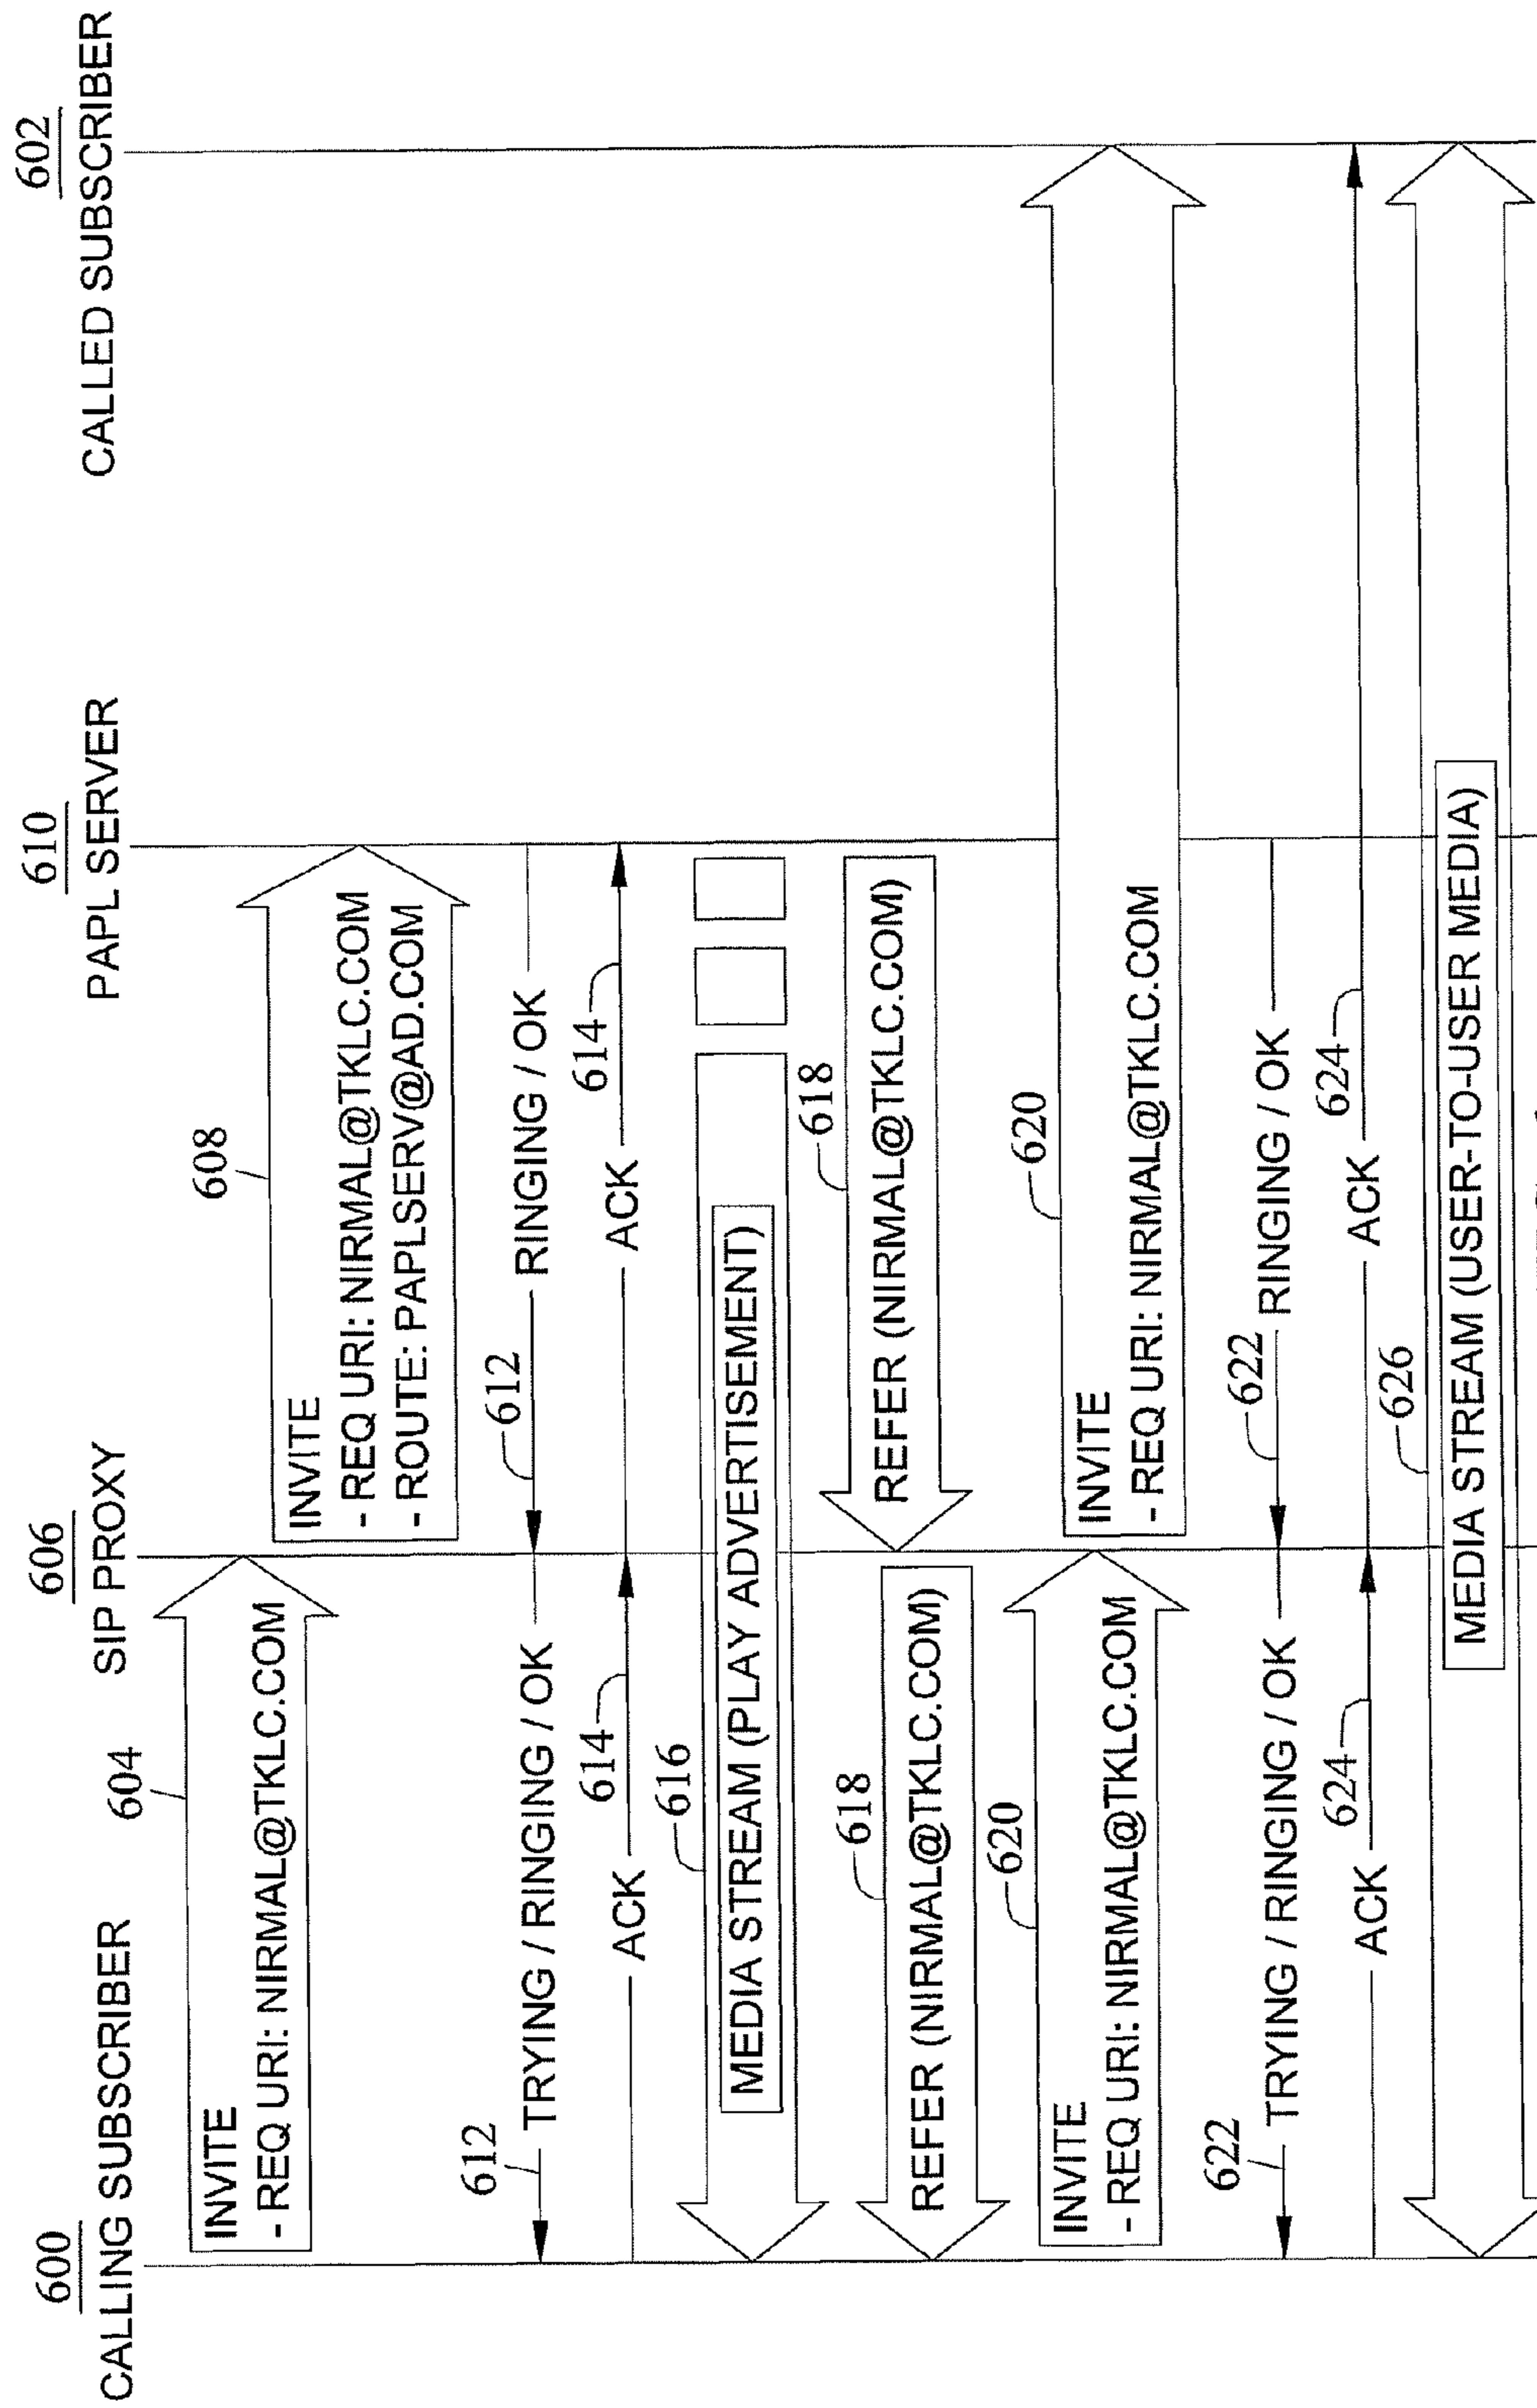 600
CALLING SUBSCRIBER
606
SIP PROXY
610
PAPL SERVER
602
CALLED SUBSCRIBER
604
INVITE
- REQ URI: NIRMAL@TKLC.COM
608
INVITE
- REQ URI: NIRMAL@TKLC.COM
- ROUTE: PAPLSERV@AD.COM
612
TRYING / RINGING / OK
612
RINGING / OK
614
ACK
614
ACK
616
MEDIA STREAM (PLAY ADVERTISEMENT)
618
REFER (NIRMAL@TKLC.COM)
618
REFER (NIRMAL@TKLC.COM)
620
INVITE
- REQ URI: NIRMAL@TKLC.COM
620
INVITE
- REQ URI: NIRMAL@TKLC.COM
622
TRYING / RINGING / OK
622
RINGING / OK
624
ACK
624
ACK
626
MEDIA STREAM (USER-TO-USER MEDIA)